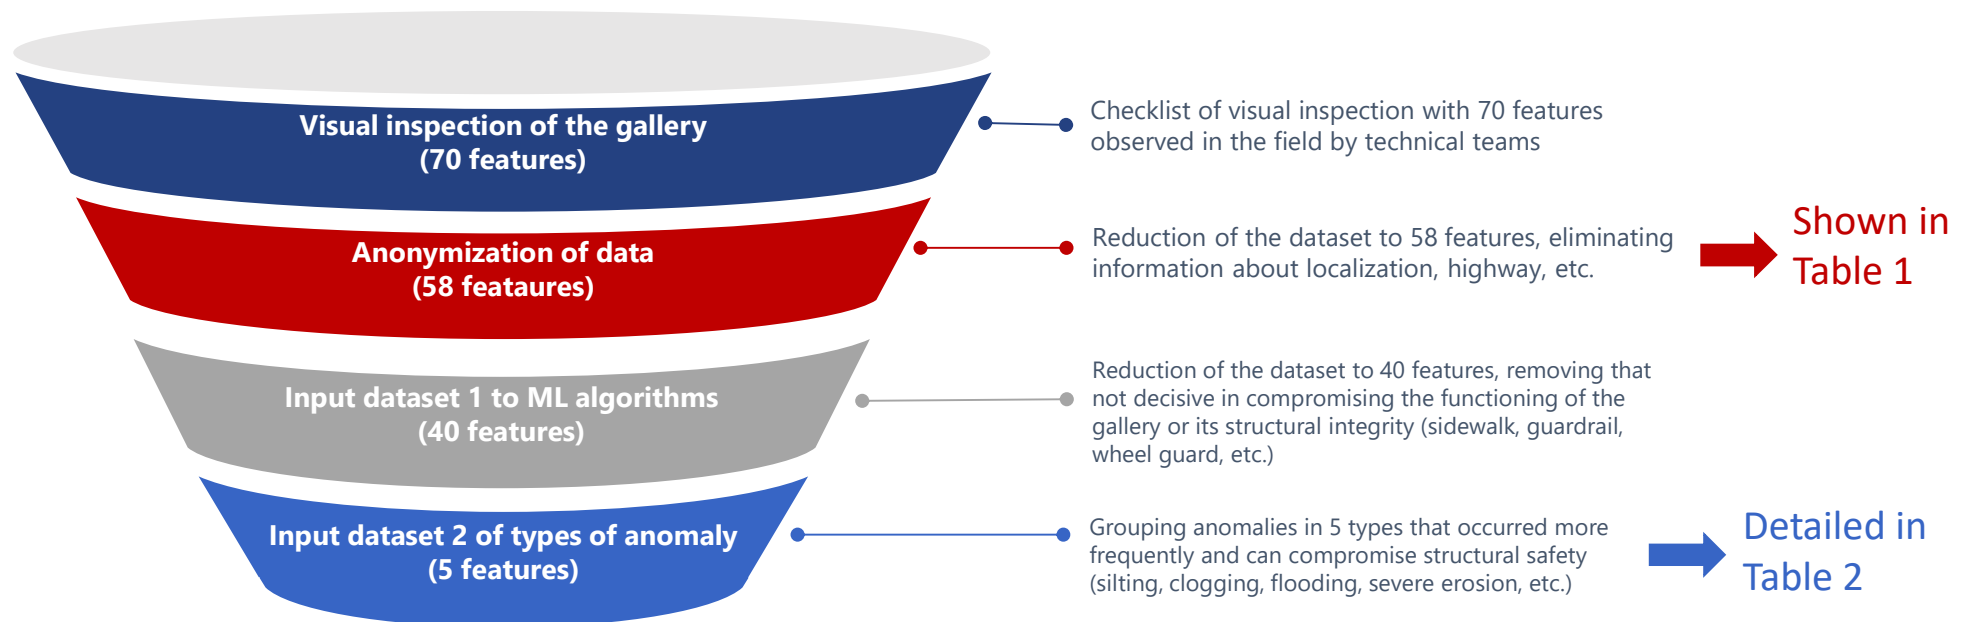 Visual inspection of the gallery
(70 features)
Checklist of visual inspection with 70 features
observed in the field by technical teams
Anonymization of data
(58 feataures)
Reduction of the dataset to 58 features, eliminating
information about localization, highway, etc.
Shown in
Table 1
Input dataset 1 to ML algorithms
(40 features)
Reduction of the dataset to 40 features, removing that
not decisive in compromising the functioning of the
gallery or its structural integrity (sidewalk, guardrail,
wheel guard, etc.)
Input dataset 2 of types of anomaly
(5 features)
Grouping anomalies in 5 types that occurred more
frequently and can compromise structural safety
(silting, clogging, flooding, severe erosion, etc.)
Detailed in
Table 2